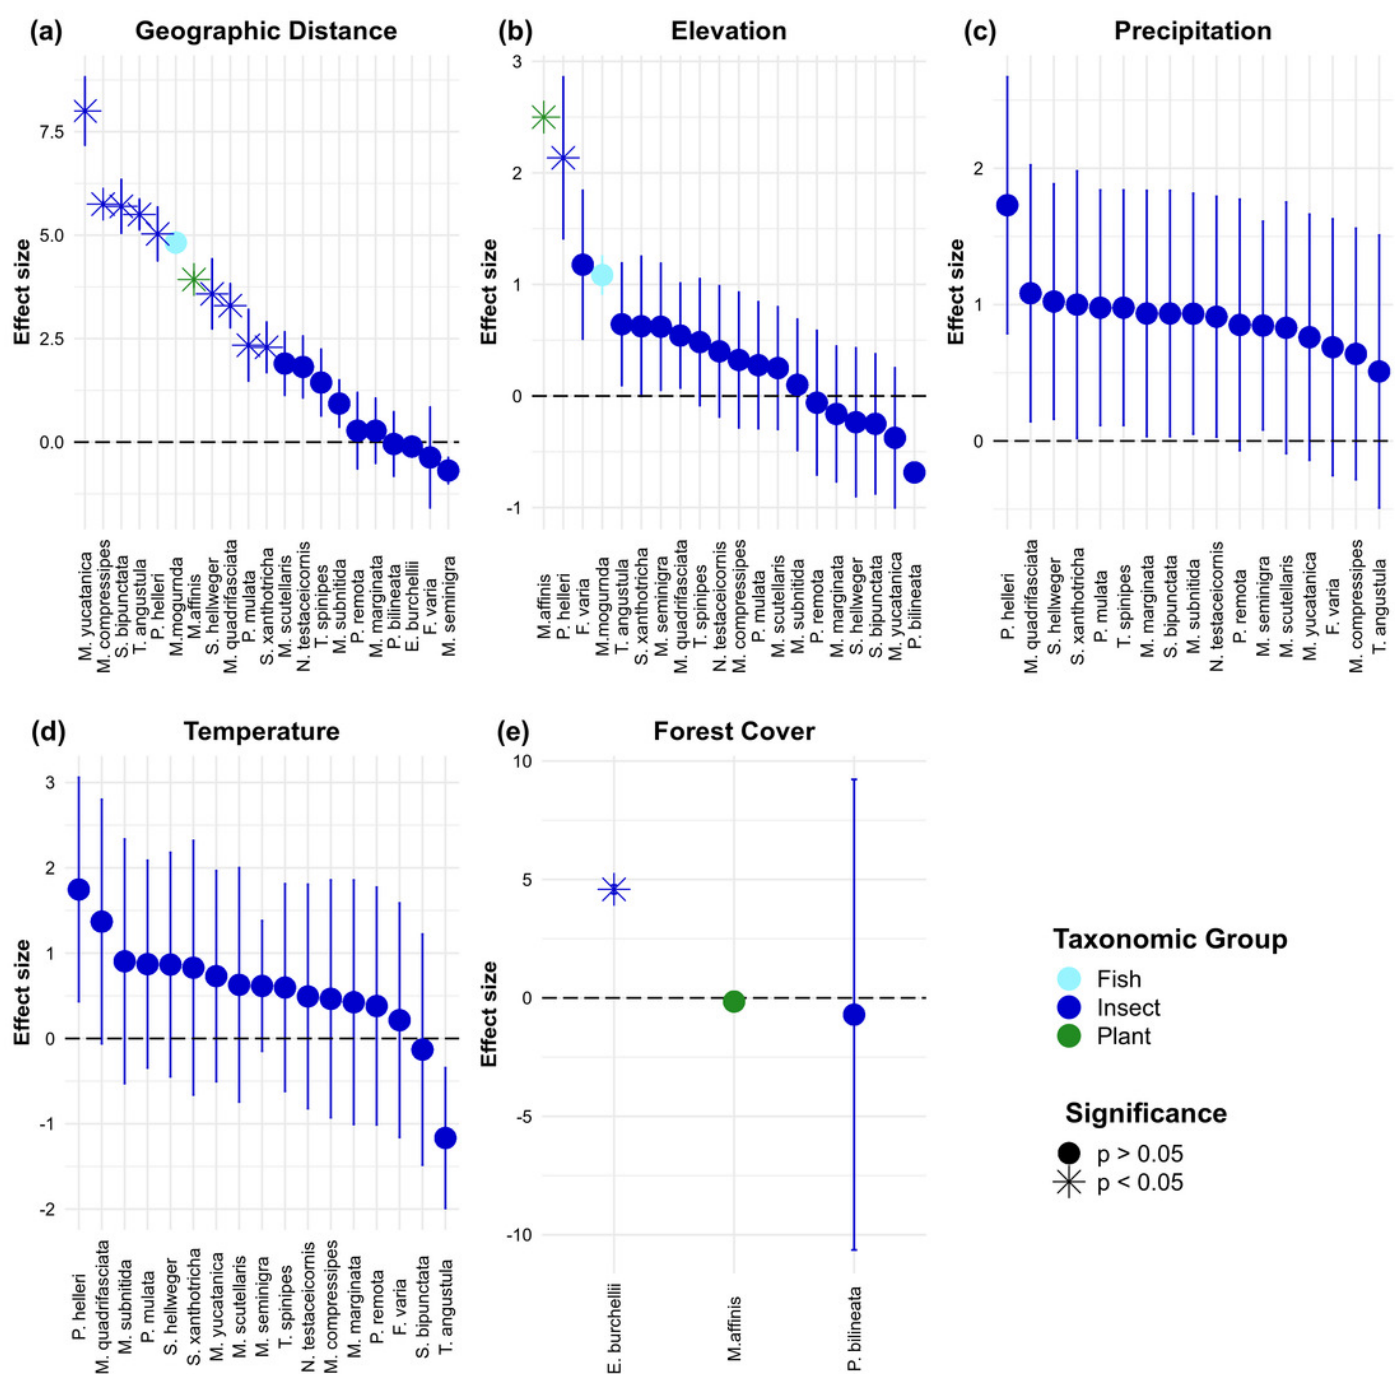 (a) Geographic Distance
Effect size
7.5
5.0
2.5
0.0
M. yucatanica
M. compressipes
S. bipunctata
T. angustula
P. helleri
M.mogurnda
M.affinis
S. hellweger
M. quadrifasciata
P. mulata
S. xanthotricha
M. scutellaris
N. testaceicornis
T. spinipes
M. subnitida
P. remota
M. marginata
P. bilineata
E. burchellii
F. varia
M. seminigra
(b) Elevation
Effect size
3
2
1
0
-1
M.affinis
P. helleri
F. varia
M.mogurnda
T. angustula
S. xanthotricha
M. seminigra
M. quadrifasciata
T. spinipes
N. testaceicornis
M. compressipes
P. mulata
M. scutellaris
M. subnitida
P. remota
M. marginata
S. hellweger
S. bipunctata
M. yucatanica
P. bilineata
(c) Precipitation
Effect size
2
1
0
P. helleri
M. quadrifasciata
S. hellweger
S. xanthotricha
P. mulata
T. spinipes
M. marginata
S. bipunctata
M. subnitida
N. testaceicornis
P. remota
M. seminigra
M. scutellaris
M. yucatanica
F. varia
M. compressipes
T. angustula
(d) Temperature
Effect size
3
2
1
0
-1
-2
P. helleri
M. quadrifasciata
M. subnitida
P. mulata
S. hellweger
S. xanthotricha
M. yucatanica
M. scutellaris
M. seminigra
T. spinipes
N. testaceicornis
M. compressipes
M. marginata
P. remota
F. varia
S. bipunctata
T. angustula
(e) Forest Cover
Effect size
10
5
0
-5
-10
E. burchellii
M.affinis
P. bilineata
Taxonomic Group
Fish
Insect
Plant
Significance
p > 0.05
p < 0.05